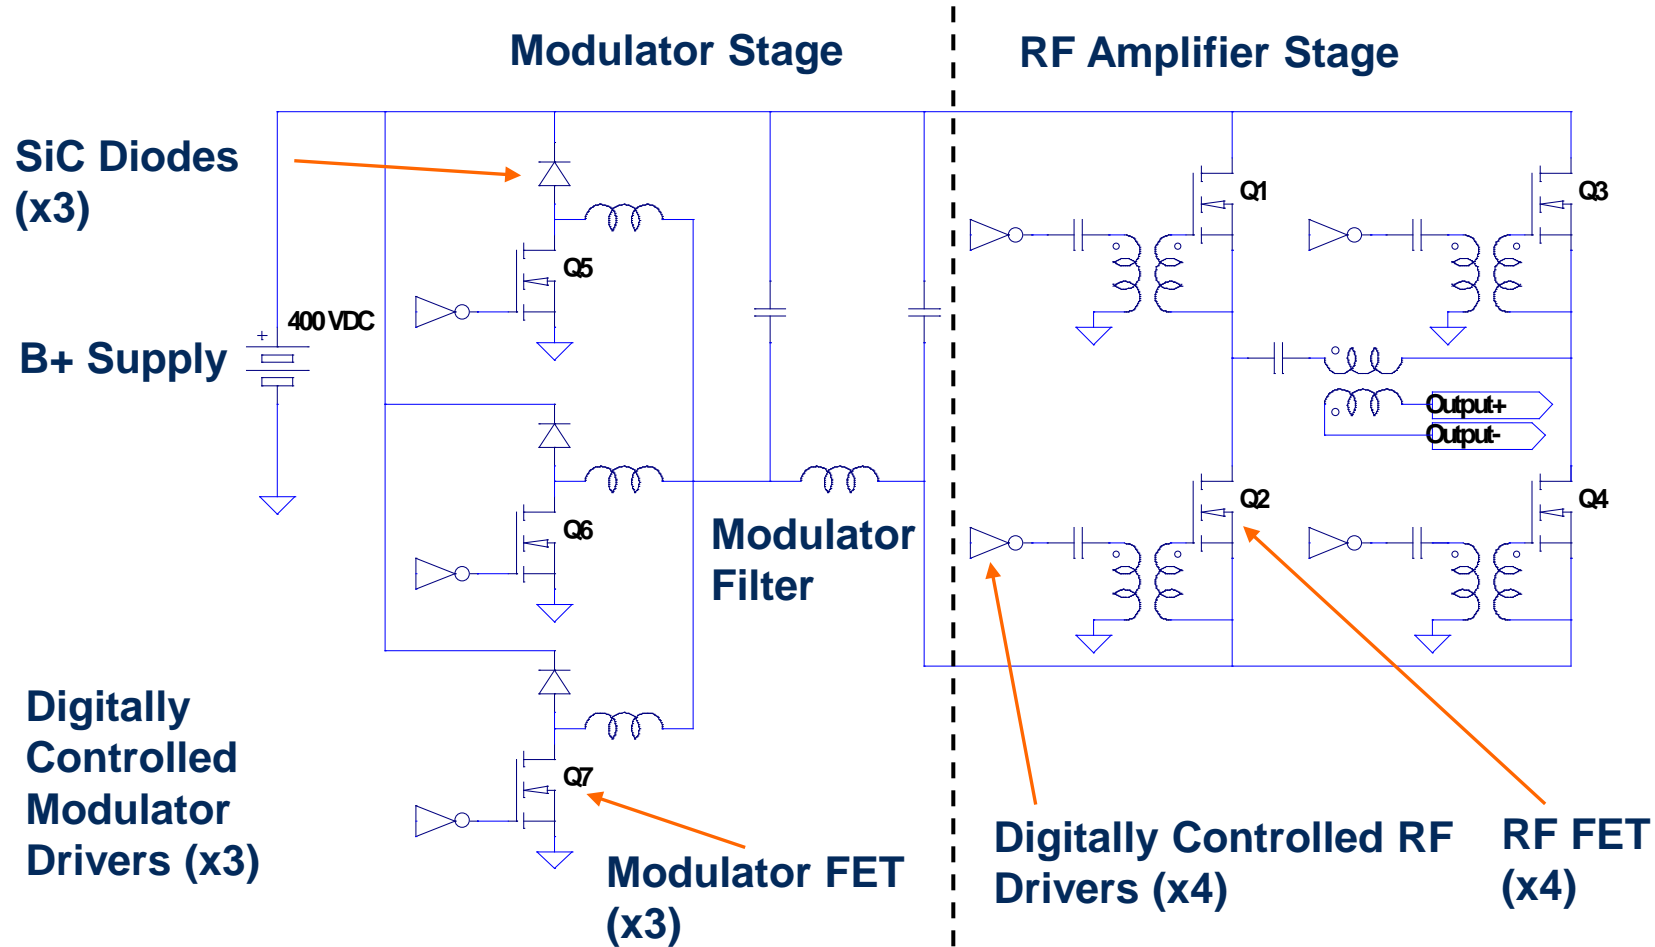 Modulator Stage
RF Amplifier Stage
SiC Diodes
(x3)
Q1
Q3
Q5
+
400 VDC
B+ Supply
Output+
Output-
Q2
Q4
Q6
Modulator
Filter
Digitally
Controlled
Modulator
Drivers (x3)
Q7
Modulator FET
(x3)
Digitally Controlled RF
Drivers (x4)
RF FET
(x4)